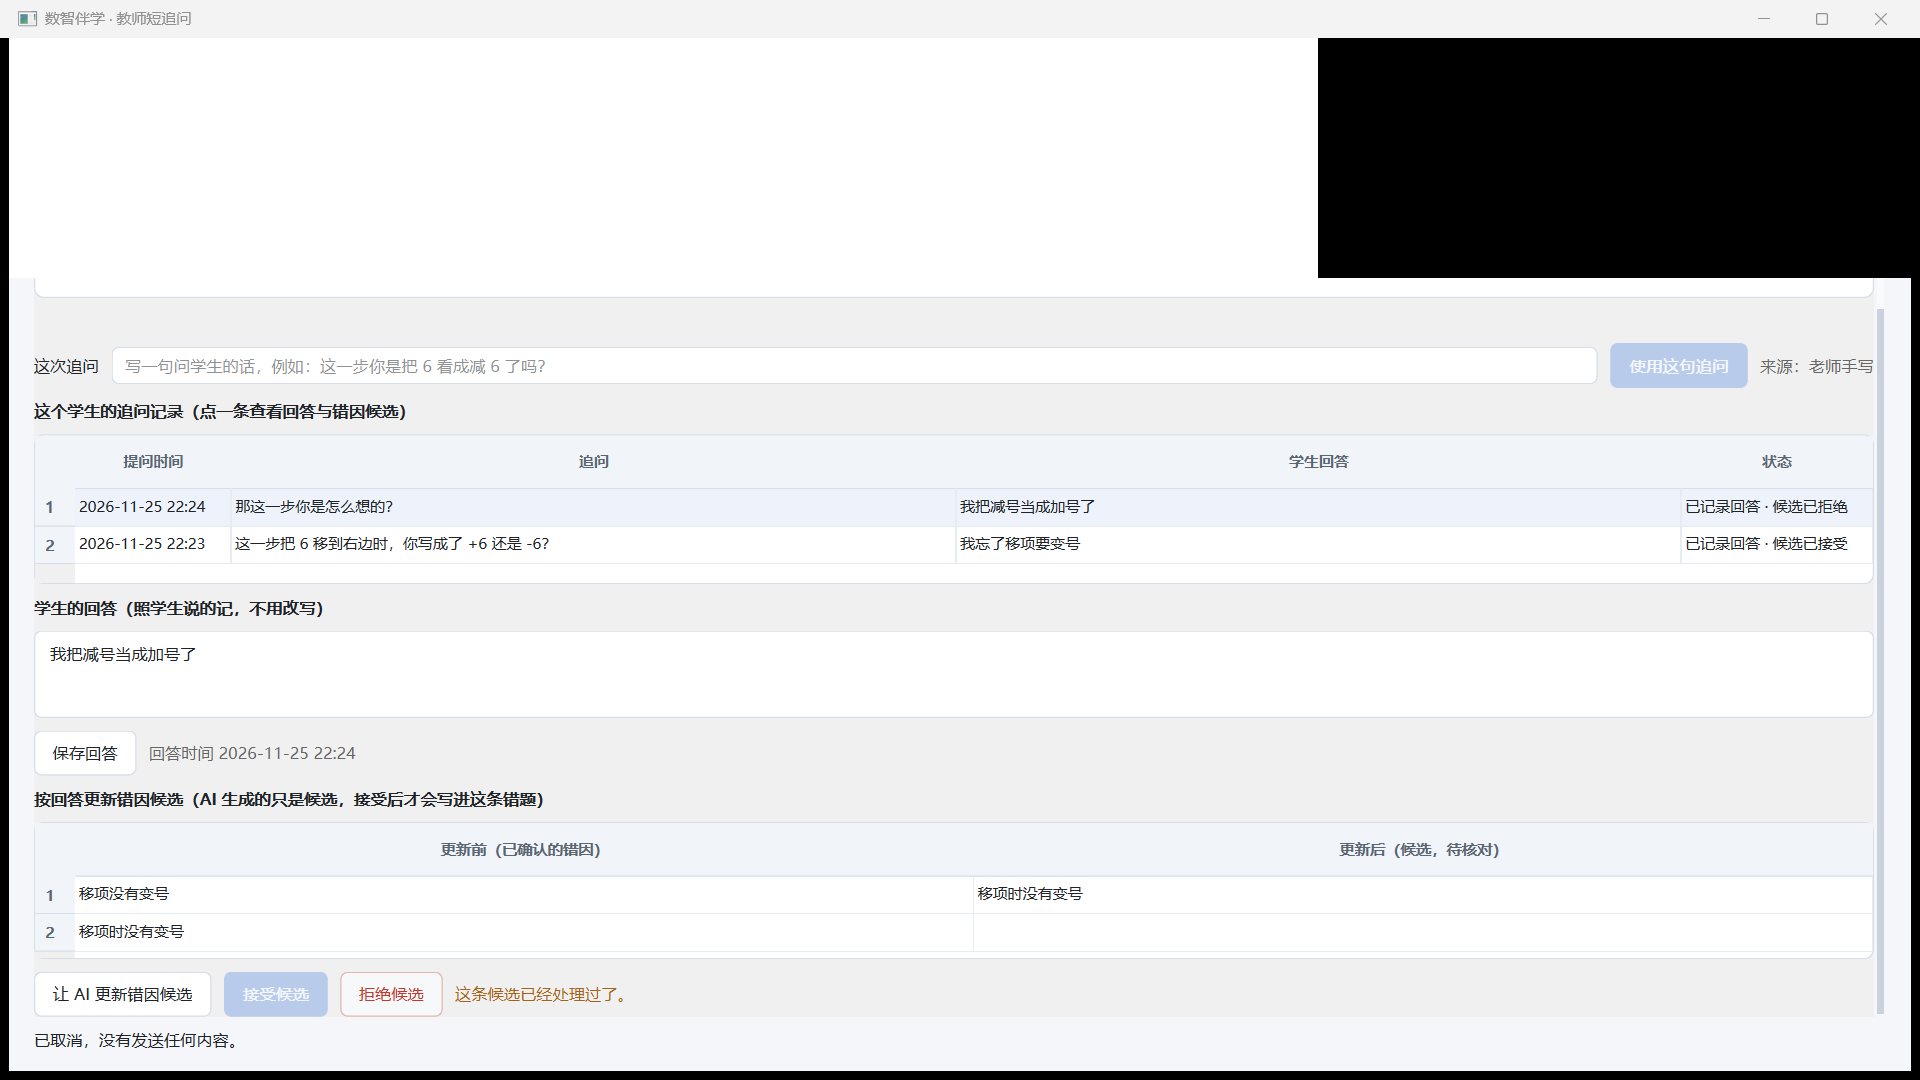 数智伴学 · 教师短追问
这次追问 写一句问学生的话，例如：这一步你是把 6 看成减 6 了吗？ 使用这句追问 来源：老师手写
这个学生的追问记录（点一条查看回答与错因候选）
提问时间 追问 学生回答 状态
1 2026-11-25 22:24 那这一步你是怎么想的？ 我把减号当成加号了 已记录回答 · 候选已拒绝
2 2026-11-25 22:23 这一步把 6 移到右边时，你写成了 +6 还是 -6？ 我忘了移项要变号 已记录回答 · 候选已接受
学生的回答（照学生说的记，不用改写）
我把减号当成加号了
保存回答 回答时间 2026-11-25 22:24
按回答更新错因候选（AI 生成的只是候选，接受后才会写进这条错题）
更新前（已确认的错因） 更新后（候选，待核对）
1 移项没有变号 移项时没有变号
2 移项时没有变号
让 AI 更新错因候选 接受候选 拒绝候选 这条候选已经处理过了。
已取消，没有发送任何内容。